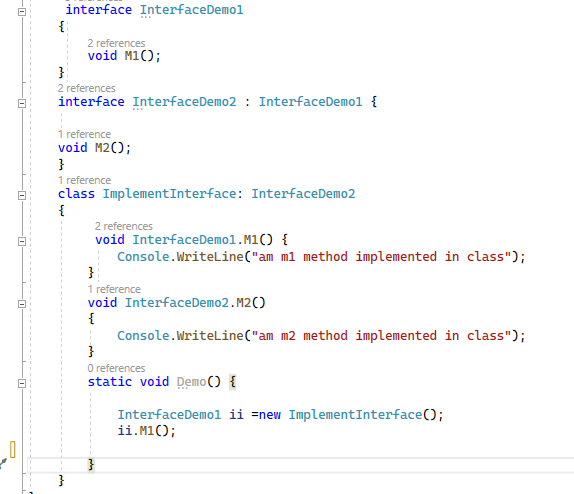 interface InterfaceDemo1
{
2 references
void M1();
}
2 references
interface InterfaceDemo2 : InterfaceDemo1 {
1 reference
void M2();
}
1 reference
class ImplementInterface: InterfaceDemo2
{
2 references
void InterfaceDemo1.M1() {
Console.WriteLine("am m1 method implemented in class");
}
1 reference
void InterfaceDemo2.M2()
{
Console.WriteLine("am m2 method implemented in class");
}
0 references
static void Demo() {
InterfaceDemo1 ii =new ImplementInterface();
ii.M1();
}
}